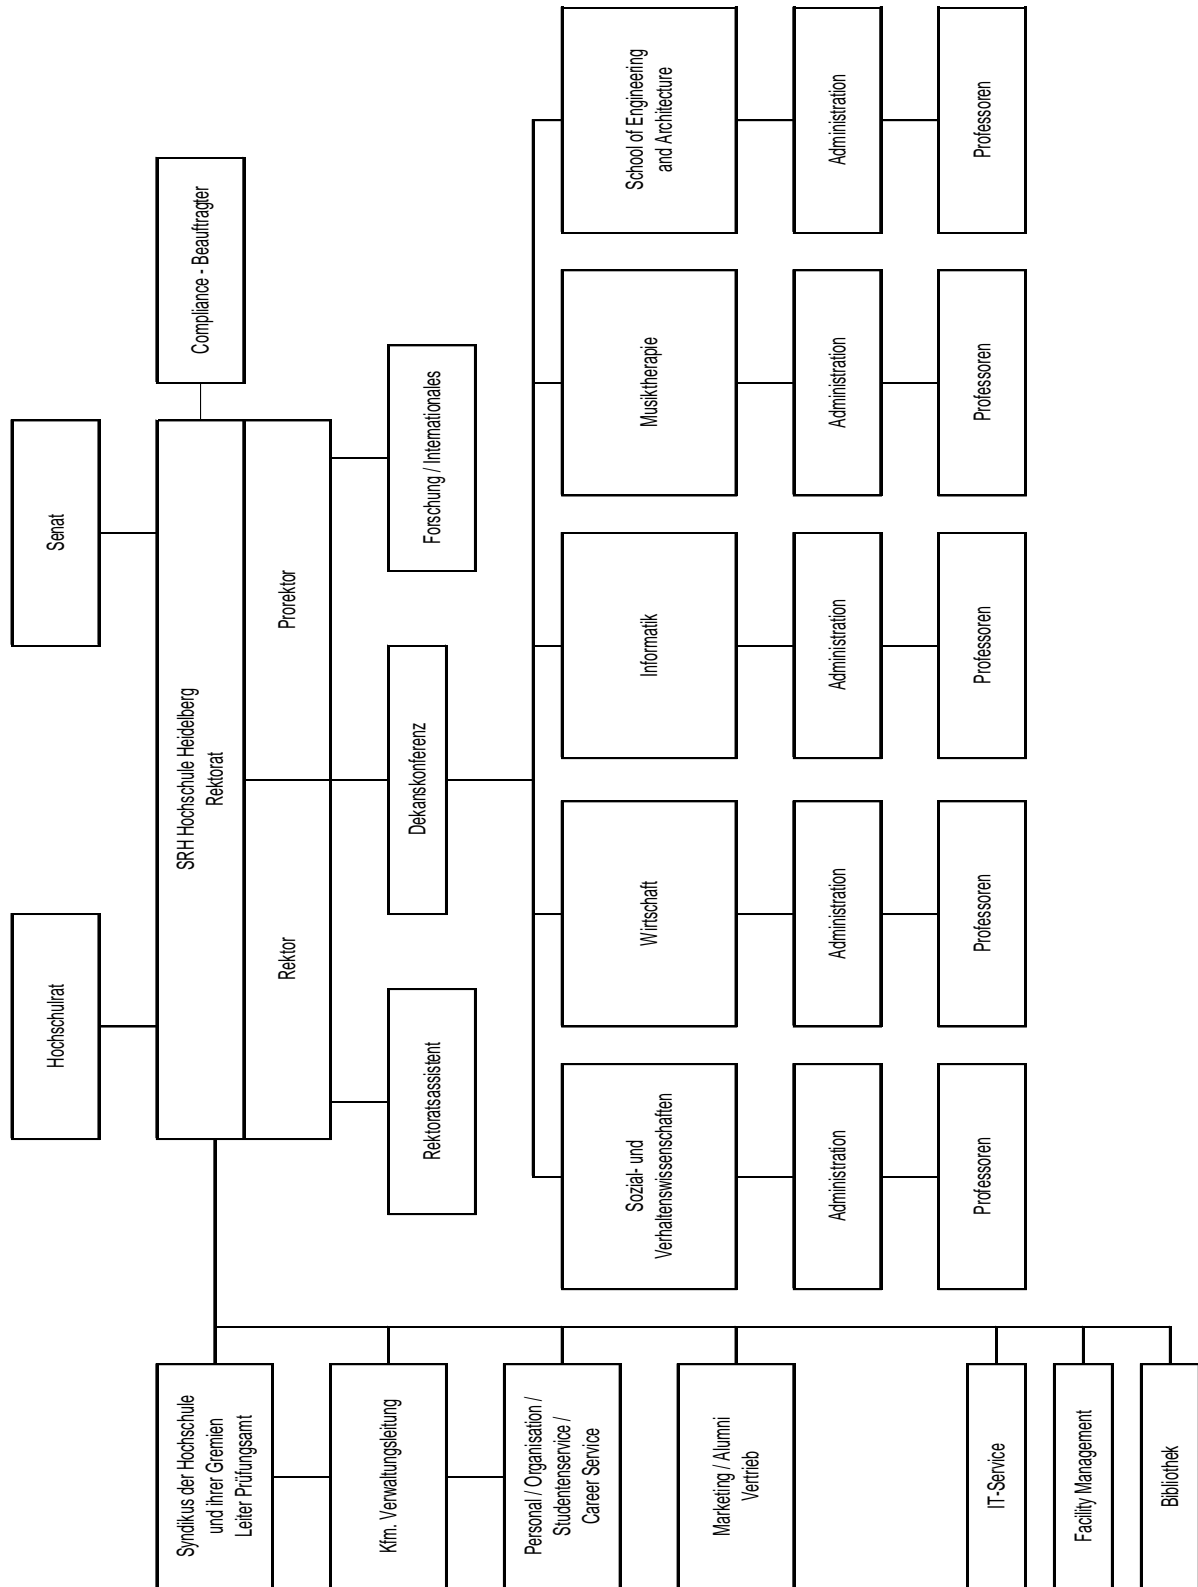 Hochschulrat
Senat
SRH Hochschule Heidelberg
Rektorat
Compliance - Beauftragter
Rektor
Prorektor
Rektoratsassistent
Dekanskonferenz
Forschung / Internationales
Syndikus der Hochschule
und ihrer Gremien
Leiter Prüfungsamt
Kfm. Verwaltungsleitung
Personal / Organisation /
Studentenservice /
Career Service
Marketing / Alumni
Vertrieb
IT-Service
Facility Management
Bibliothek
Sozial- und
Verhaltenswissenschaften
Wirtschaft
Informatik
Musiktherapie
School of Engineering
and Architecture
Administration
Administration
Administration
Administration
Administration
Professoren
Professoren
Professoren
Professoren
Professoren